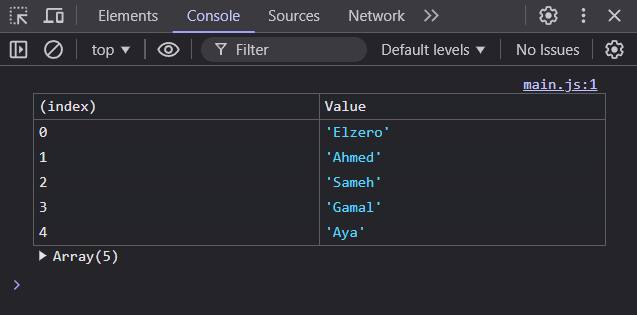 Elements Console Sources Network
top Filter Default levels No Issues
main.js:1
(index) Value
0 'Elzero'
1 'Ahmed'
2 'Sameh'
3 'Gamal'
4 'Aya'
Array(5)